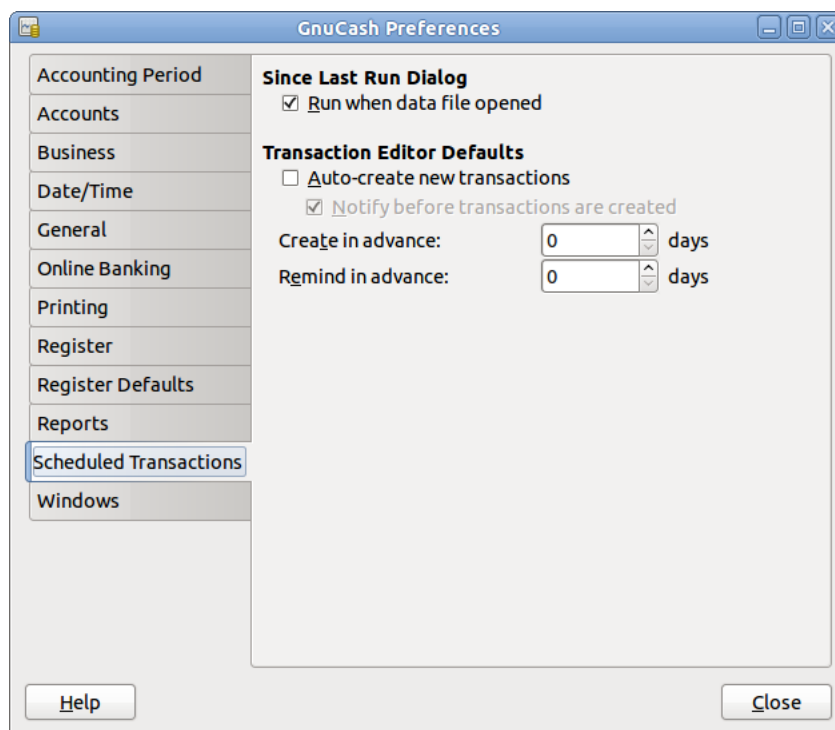 GnuCash Preferences
Accounting Period
Accounts
Business
Date/Time
General
Online Banking
Printing
Register
Register Defaults
Reports
Scheduled Transactions
Windows
Since Last Run Dialog
Run when data file opened
Transaction Editor Defaults
Auto-create new transactions
Notify before transactions are created
Create in advance: 0 days
Remind in advance: 0 days
Help
Close